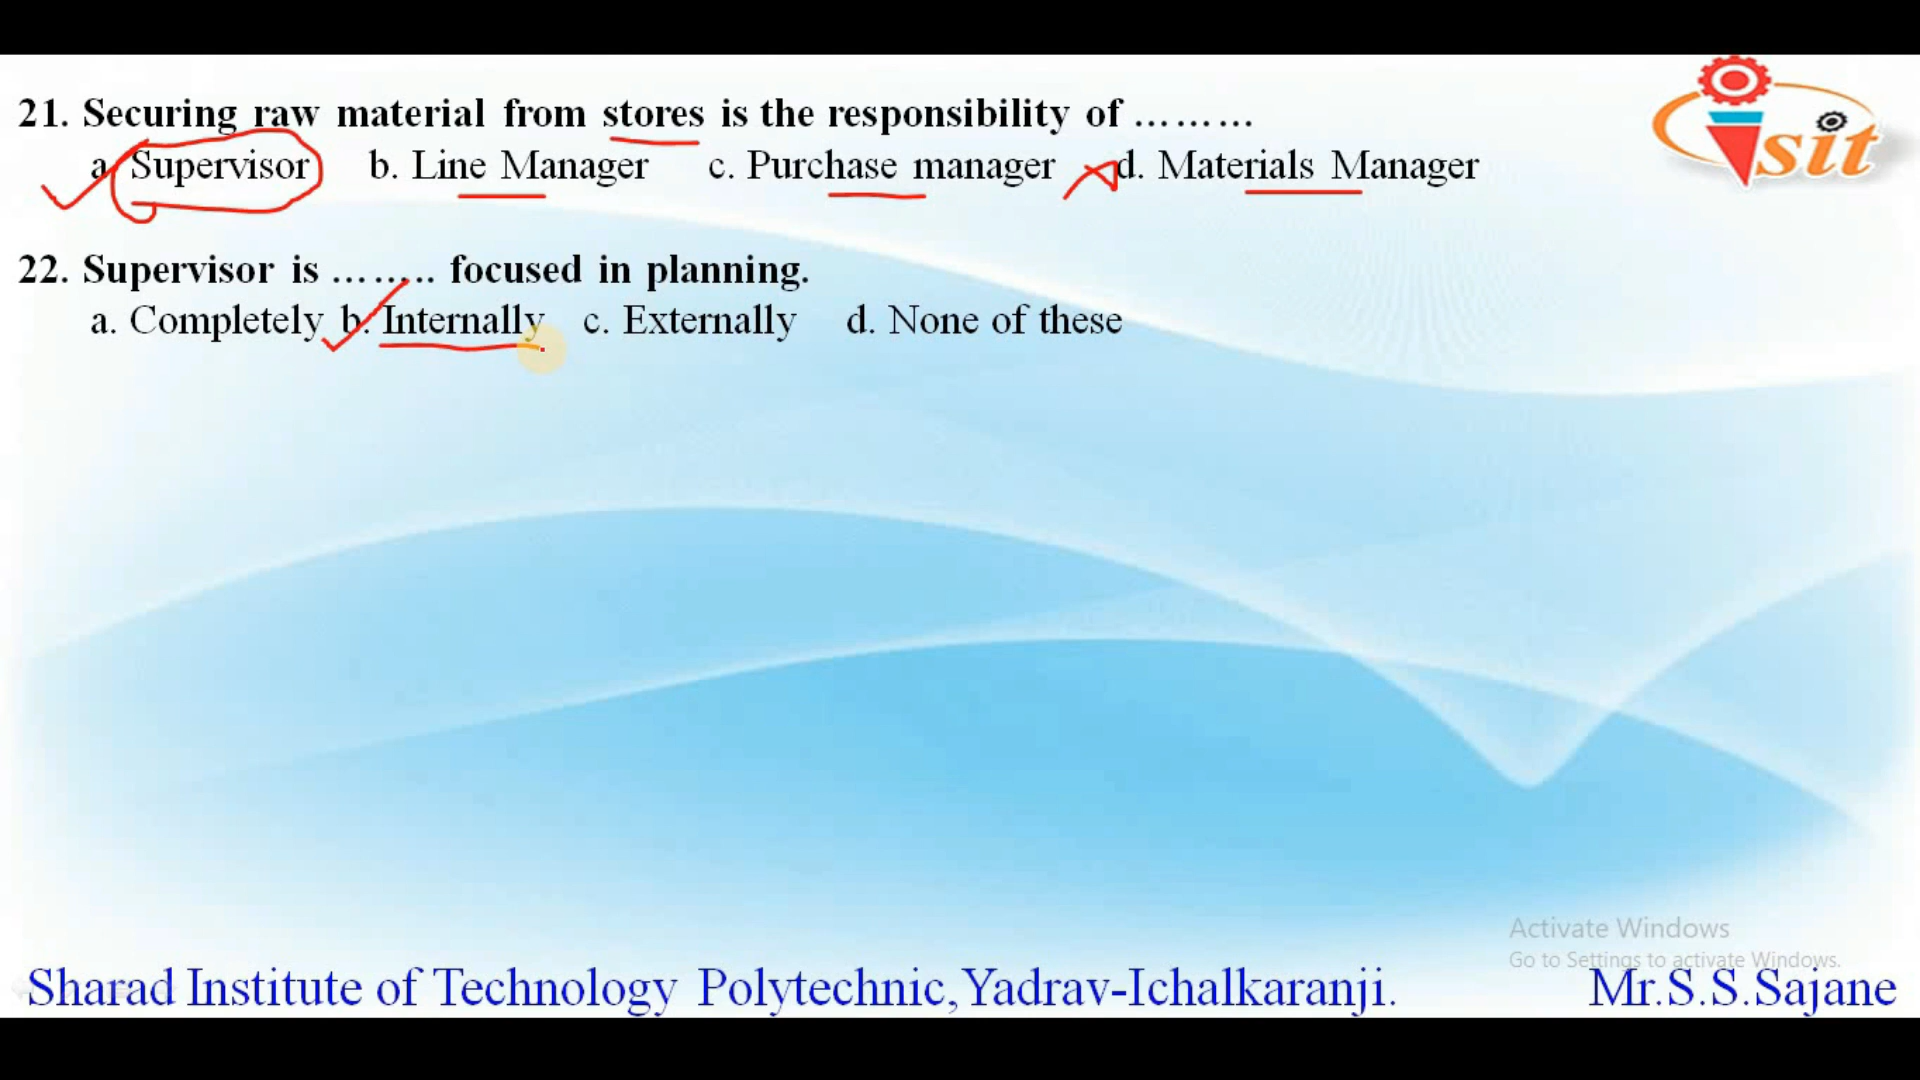 21. Securing raw material from stores is the responsibility of ………
a. Supervisor b. Line Manager c. Purchase manager d. Materials Manager
sit
22. Supervisor is …….. focused in planning.
a. Completely b. Internally c. Externally d. None of these
Activate Windows
Go to Settings to activate Windows.
Sharad Institute of Technology Polytechnic,Yadrav-Ichalkaranji. Mr.S.S.Sajane